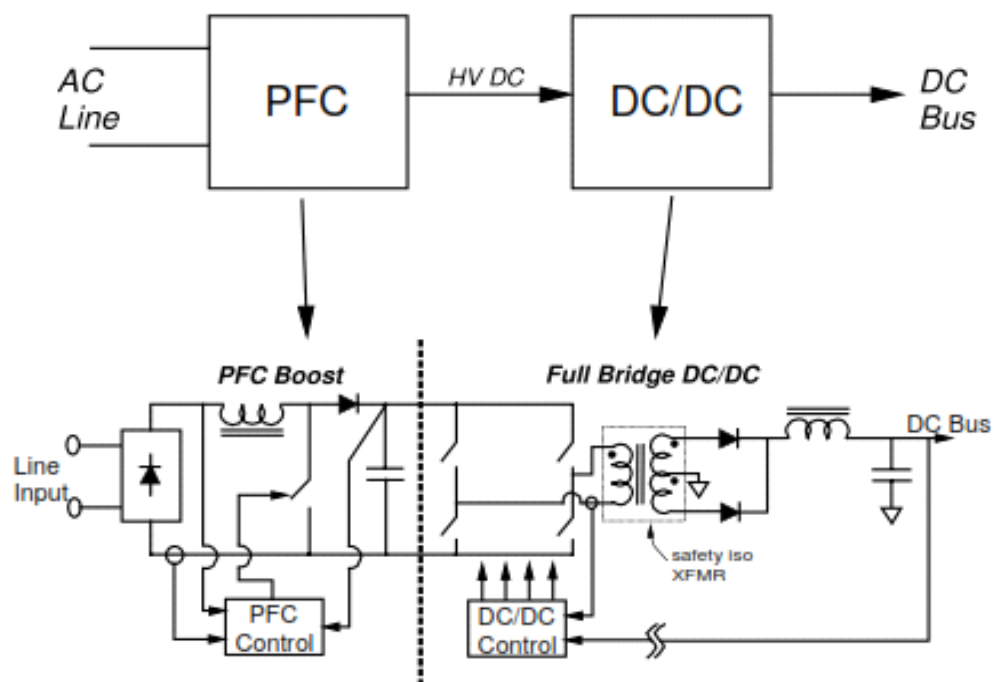 AC
Line
PFC
HV DC
DC/DC
DC
Bus
PFC Boost
Full Bridge DC/DC
Line
Input
DC Bus
safety iso
XFMR
PFC
Control
DC/DC
Control